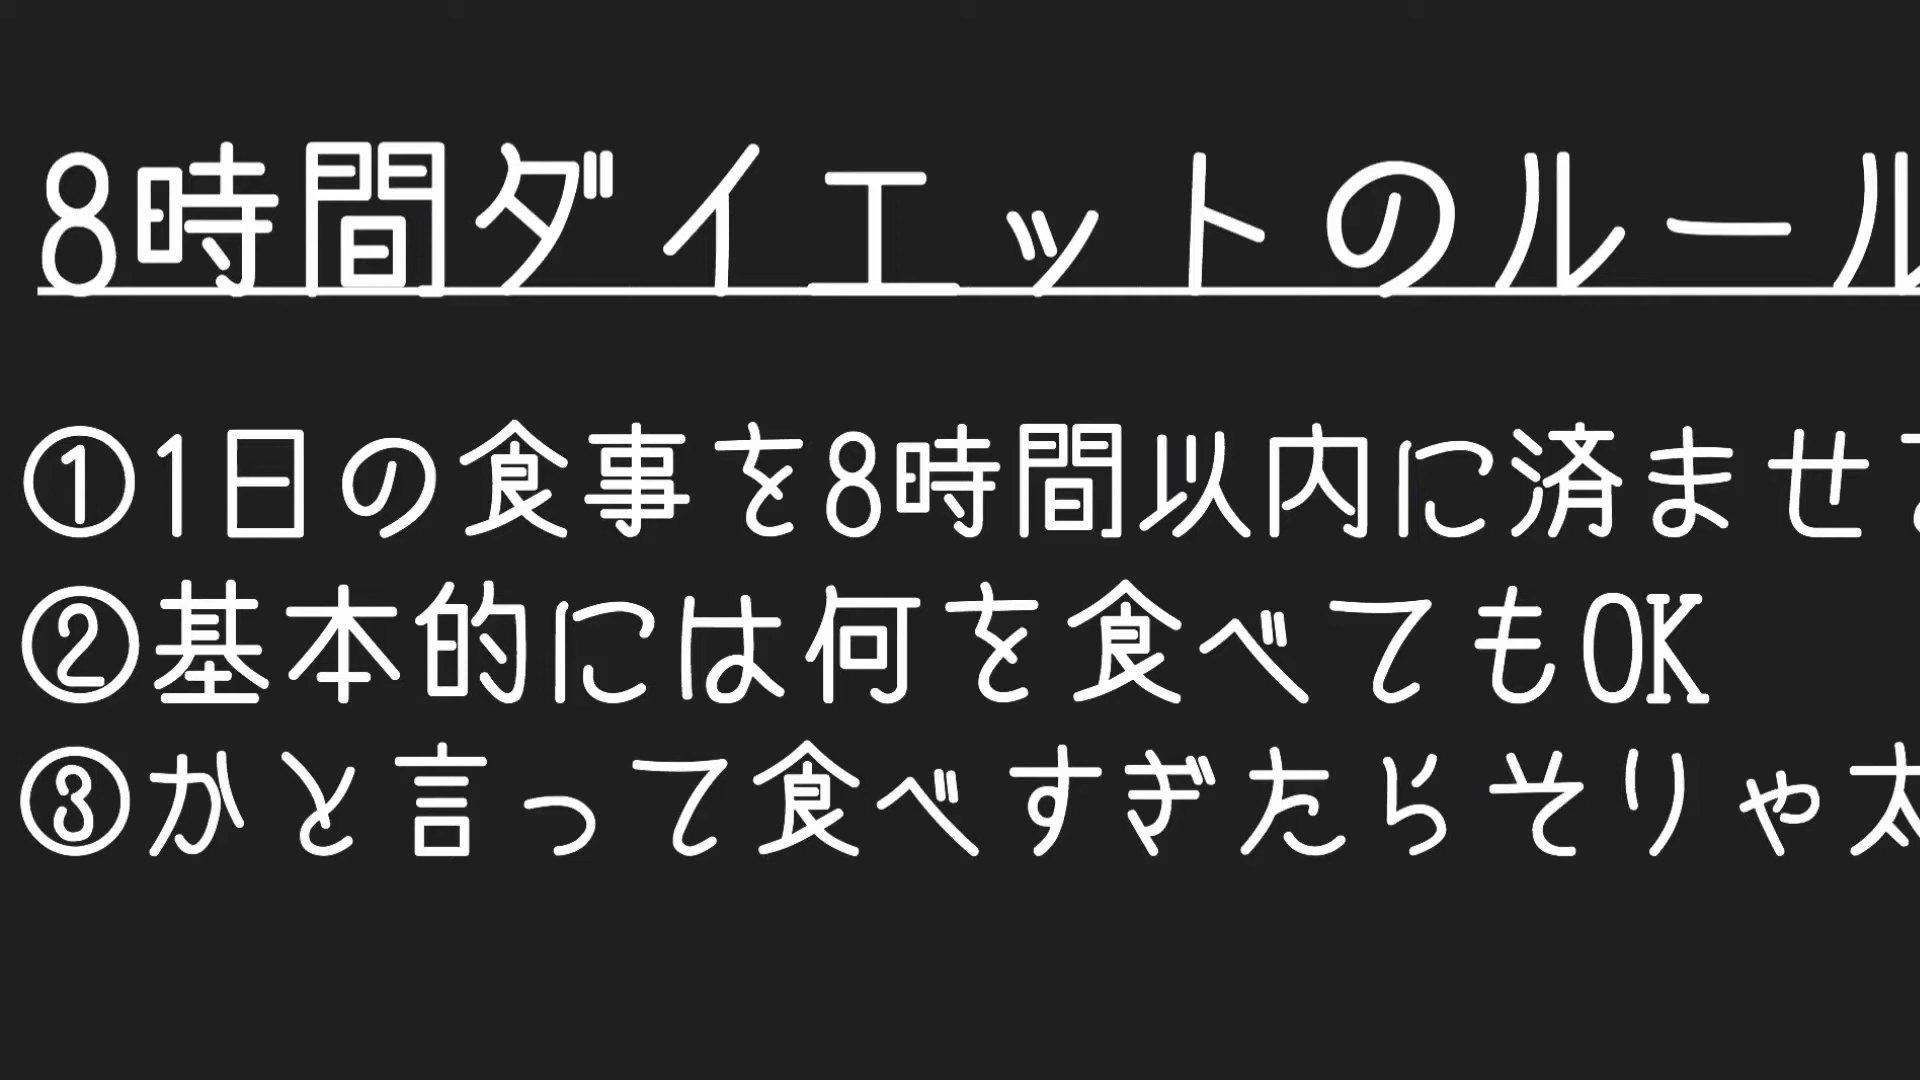 8時間ダイエットのルール
①1日の食事を8時間以内に済ませ
②基本的には何を食べてもOK
③かと言って食べすぎたらそりゃ太